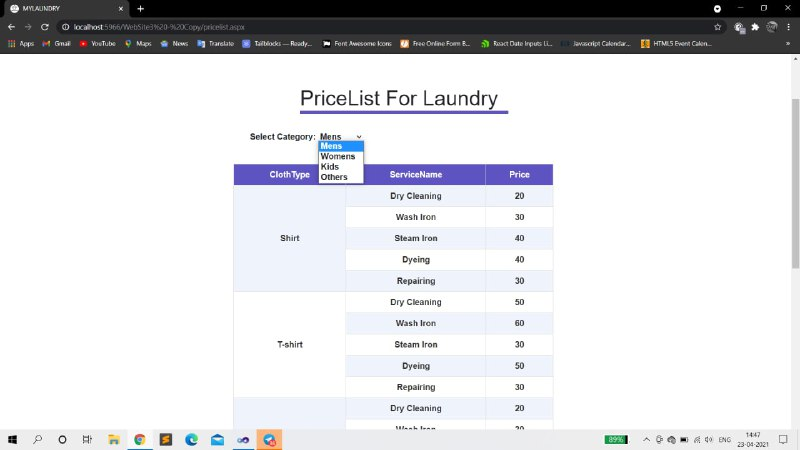 MYLAUNDRY
localhost:5966/WebSite3%20-%20Copy/pricelist.aspx
Apps Gmail YouTube Maps News Translate Tailblocks — Ready... Font Awesome Icons Free Online Form B... React Date Inputs Li... Javascript Calendar... HTML5 Event Calen...
PriceList For Laundry
Select Category: Mens
Mens
Womens
Kids
Others
ClothType ServiceName Price
Dry Cleaning 20
Wash Iron 30
Shirt Steam Iron 40
Dyeing 40
Repairing 30
Dry Cleaning 50
Wash Iron 60
T-shirt Steam Iron 30
Dyeing 50
Repairing 30
Dry Cleaning 20
Wash Iron 30
89% ENG 14:47
23-04-2021